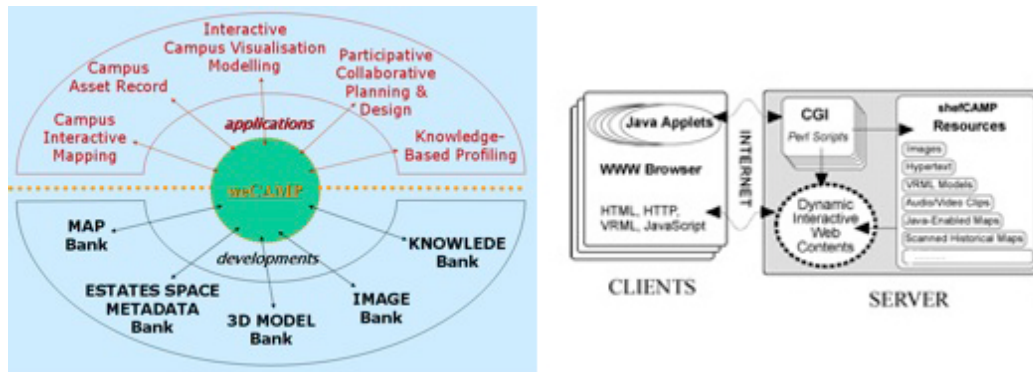 Interactive
Campus Visualisation
Modelling
Participative
Collaborative
Planning &
Design
Campus
Asset Record
Campus
Interactive
Mapping
applications
Knowledge-
Based Profiling
weCAMP
MAP
Bank
KNOWLEDE
Bank
developments
ESTATES SPACE
METADATA
Bank
IMAGE
Bank
3D MODEL
Bank
Java Applets
WWW Browser
HTML, HTTP,
VRML, JavaScript
CLIENTS
INTERNET
CGI
Perl Scripts
Dynamic
Interactive
Web
Contents
shefCAMP
Resources
Images
Hypertext
VRML Models
Audio/Video Clips
Java-Enabled Maps
Scanned Historical Maps
...........
SERVER